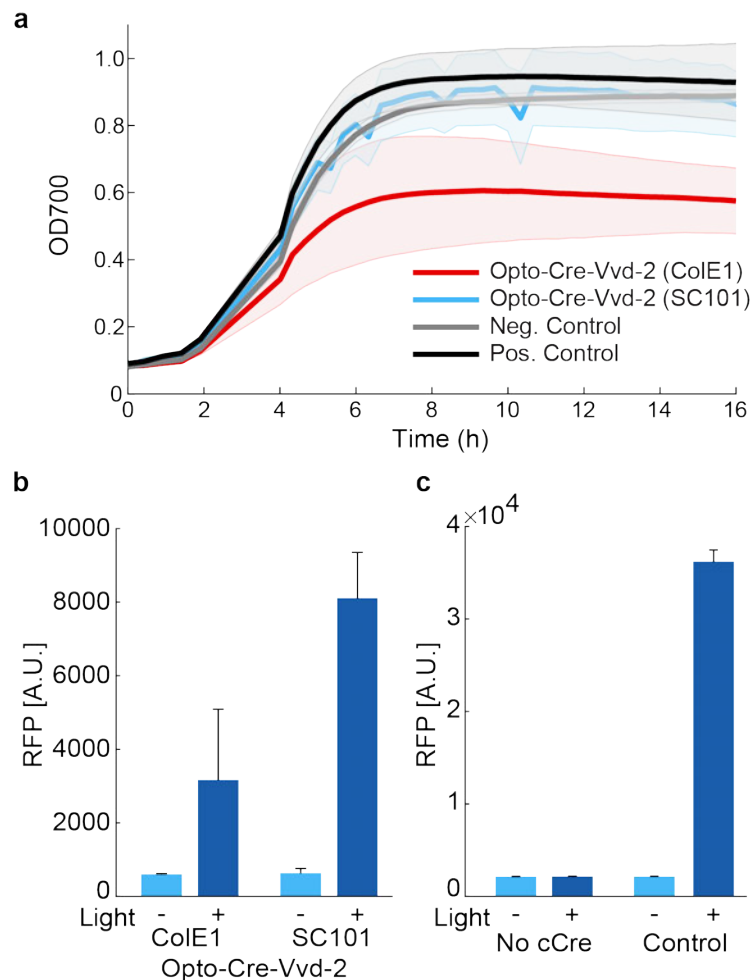 a
1.0
0.8
0.6
0.4
0.2
0
OD700
0 2 4 6 8 10 12 14 16
Time (h)
Opto-Cre-Vvd-2 (ColE1)
Opto-Cre-Vvd-2 (SC101)
Neg. Control
Pos. Control
b
10000
8000
6000
4000
2000
0
RFP [A.U.]
Light - + - +
ColE1 SC101
Opto-Cre-Vvd-2
c
4×10⁴
3
2
1
0
RFP [A.U.]
Light - + - +
No cCre Control